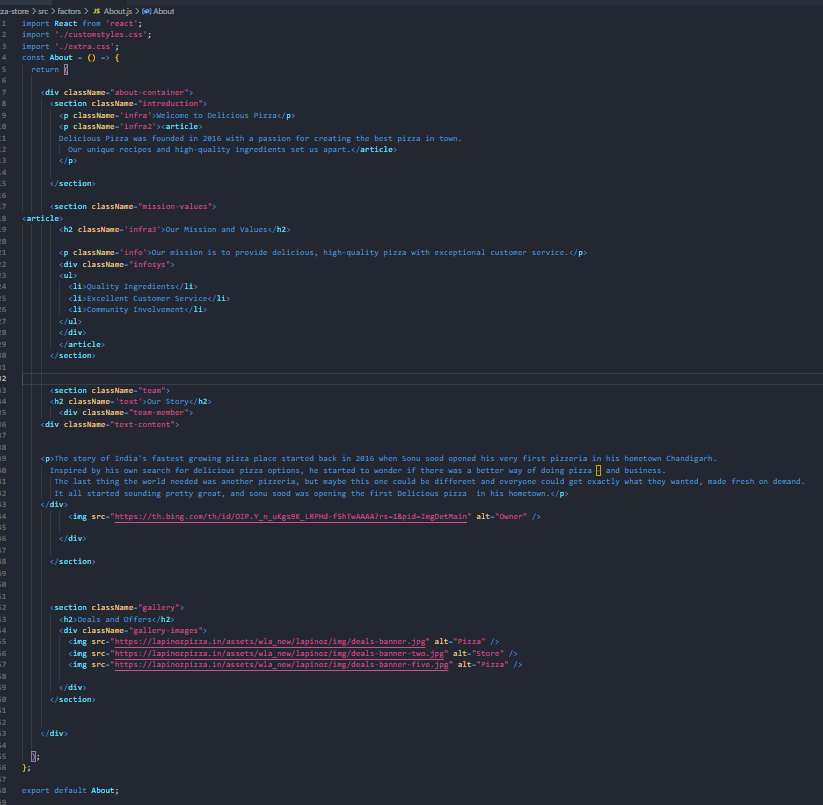 za-store > src > factors > JS About.js > About
1 import React from 'react';
2 import './customstyles.css';
3 import './extra.css';
4 const About = () => {
5 return (
6
7 <div className="about-container">
8 <section className="introduction">
9 <p className='infra'>Welcome to Delicious Pizza</p>
10 <p className='infra2'><article>
11 Delicious Pizza was founded in 2016 with a passion for creating the best pizza in town.
12 Our unique recipes and high-quality ingredients set us apart.</article>
13 </p>
14
15 </section>
16
17 <section className="mission-values">
18 <article>
19 <h2 className='infra3'>Our Mission and Values</h2>
20
21 <p className='info'>Our mission is to provide delicious, high-quality pizza with exceptional customer service.</p>
22 <div className="infosys">
23 <ul>
24 <li>Quality Ingredients</li>
25 <li>Excellent Customer Service</li>
26 <li>Community Involvement</li>
27 </ul>
28 </div>
29 </article>
30 </section>
31
32
33 <section className="team">
34 <h2 className='text'>Our Story</h2>
35 <div className="team-member">
36 <div className="text-content">
37
38
39 <p>The story of India's fastest growing pizza place started back in 2016 when Sonu sood opened his very first pizzeria in his hometown Chandigarh.
40 Inspired by his own search for delicious pizza options, he started to wonder if there was a better way of doing pizza and business.
41 The last thing the world needed was another pizzeria, but maybe this one could be different and everyone could get exactly what they wanted, made fresh on demand.
42 It all started sounding pretty great, and sonu sood was opening the first Delicious pizza  in his hometown.</p>
43 </div>
44 <img src="https://th.bing.com/th/id/OIP.Y_n_uKgs9K_LRPHd-f5hTwAAAA?rs=1&pid=ImgDetMain" alt="Owner" />
45
46 </div>
47
48 </section>
49
50
51
52 <section className="gallery">
53 <h2>Deals and Offers</h2>
54 <div className="gallery-images">
55 <img src="https://lapinozpizza.in/assets/wla_new/lapinoz/img/deals-banner.jpg" alt="Pizza" />
56 <img src="https://lapinozpizza.in/assets/wla_new/lapinoz/img/deals-banner-two.jpg" alt="Store" />
57 <img src="https://lapinozpizza.in/assets/wla_new/lapinoz/img/deals-banner-five.jpg" alt="Pizza" />
58
59 </div>
60 </section>
61
62
63 </div>
64
65 );
66 };
67
68 export default About;
69